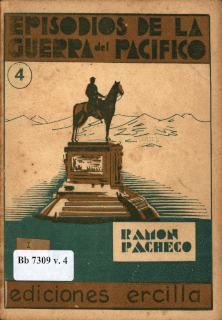 EPISODIOS DE LA
GUERRA del PACIFICO
4
RAMON
PACHECO
Bb 7309 v. 4
ediciones ercilla